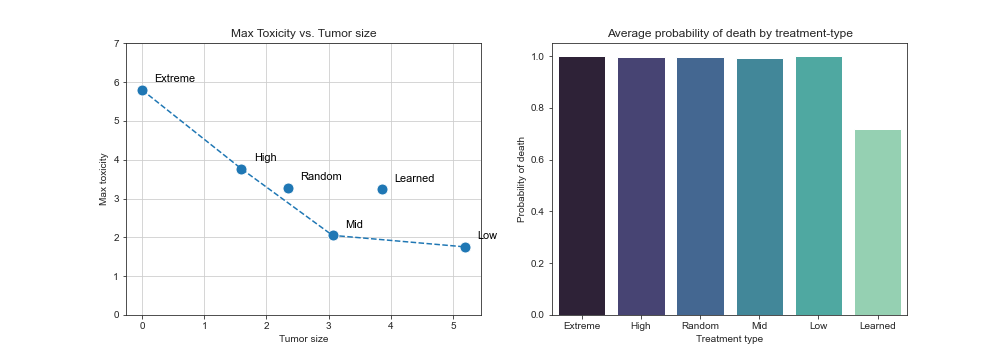 Max Toxicity vs. Tumor size
7
6
5
4
3
2
1
0
Max toxicity
Extreme
High
Random
Learned
Mid
Low
0 1 2 3 4 5
Tumor size
Average probability of death by treatment-type
1.0
0.8
0.6
0.4
0.2
0.0
Probability of death
Extreme High Random Mid Low Learned
Treatment type